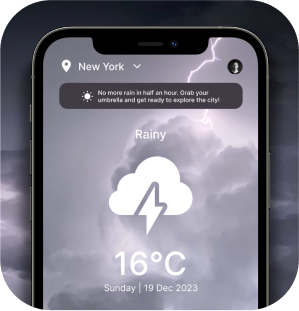 New York
No more rain in half an hour. Grab your
umbrella and get ready to explore the city!
Rainy
16°C
Sunday | 19 Dec 2023